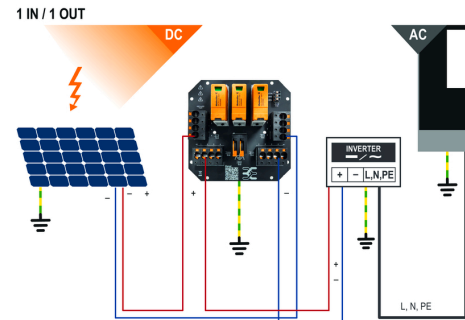 1 IN / 1 OUT
DC
AC
INVERTER
+ − L,N,PE
− − +
+
−
+
−
L, N, PE